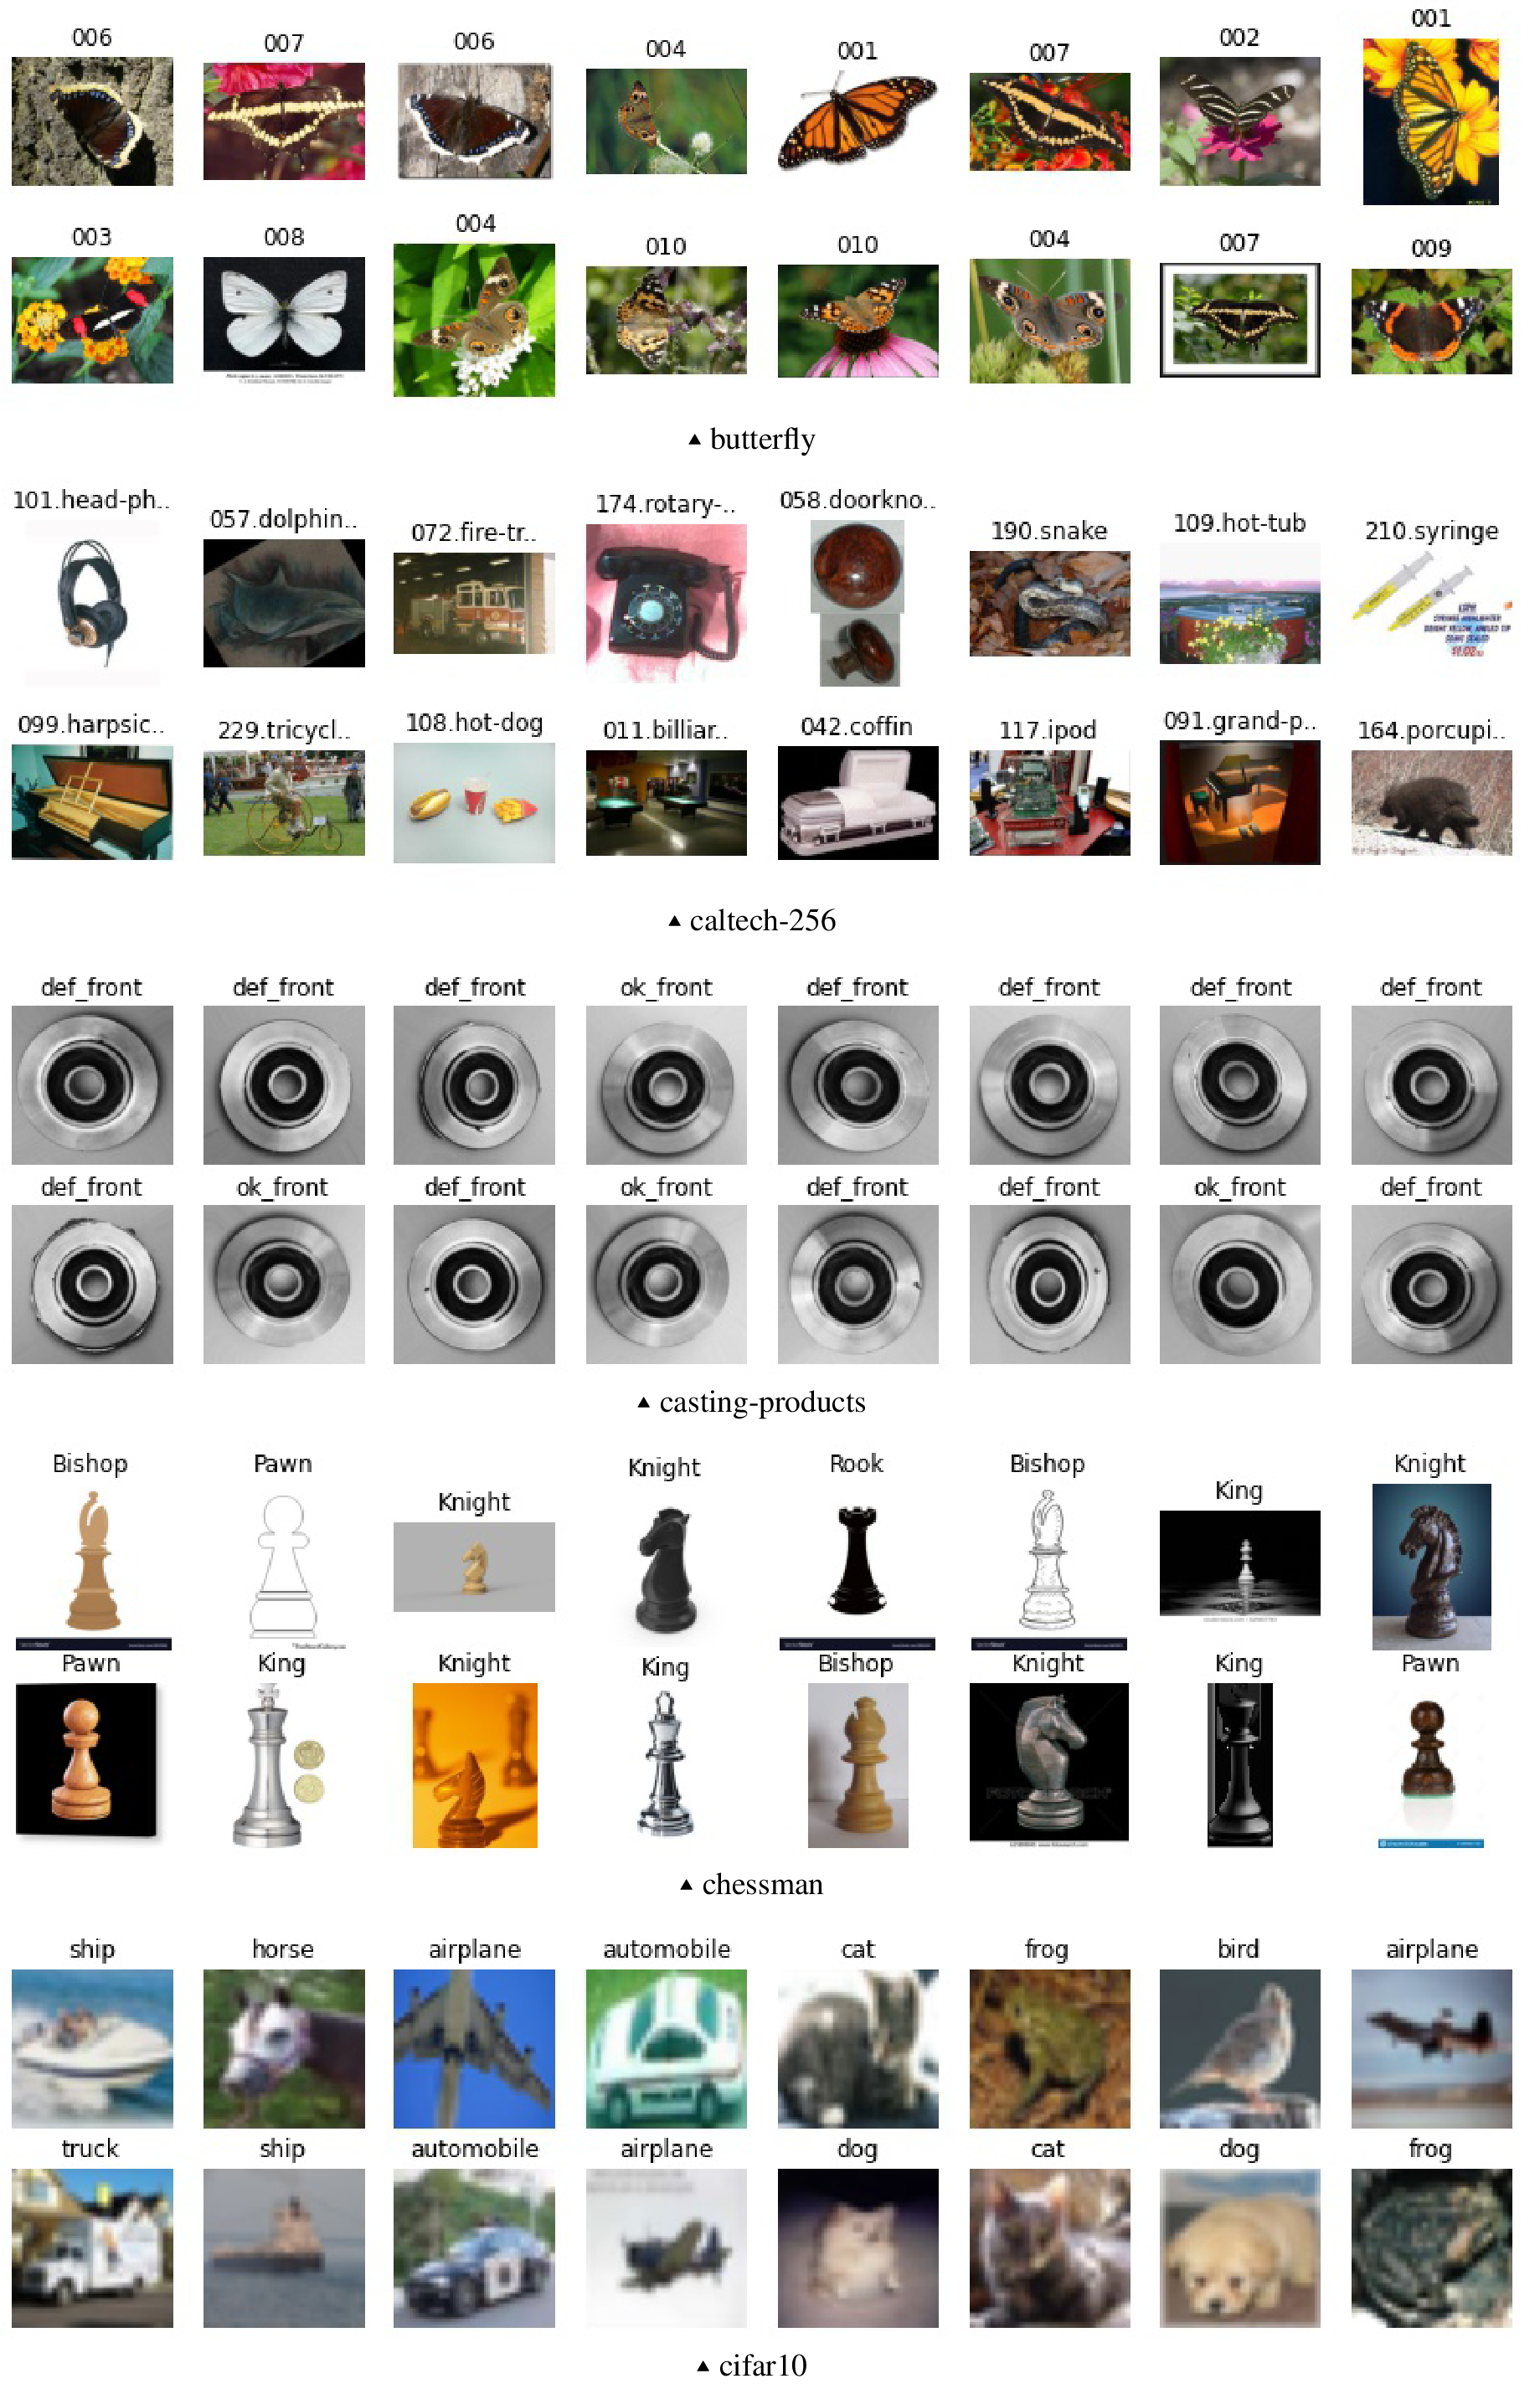 006 007 006 004 001 007 002 001
003 008 004 010 010 004 007 009
▲ butterfly
101.head-ph.. 057.dolphin.. 072.fire-tr.. 174.rotary-.. 058.doorkno.. 190.snake 109.hot-tub 210.syringe
099.harpsic.. 229.tricycl.. 108.hot-dog 011.billiar.. 042.coffin 117.ipod 091.grand-p.. 164.porcupi..
▲ caltech-256
def_front def_front def_front ok_front def_front def_front def_front def_front
def_front ok_front def_front ok_front def_front def_front ok_front def_front
▲ casting-products
Bishop Pawn Knight Knight Rook Bishop King Knight
Pawn King Knight King Bishop Knight King Pawn
▲ chessman
ship horse airplane automobile cat frog bird airplane
truck ship automobile airplane dog cat dog frog
▲ cifar10